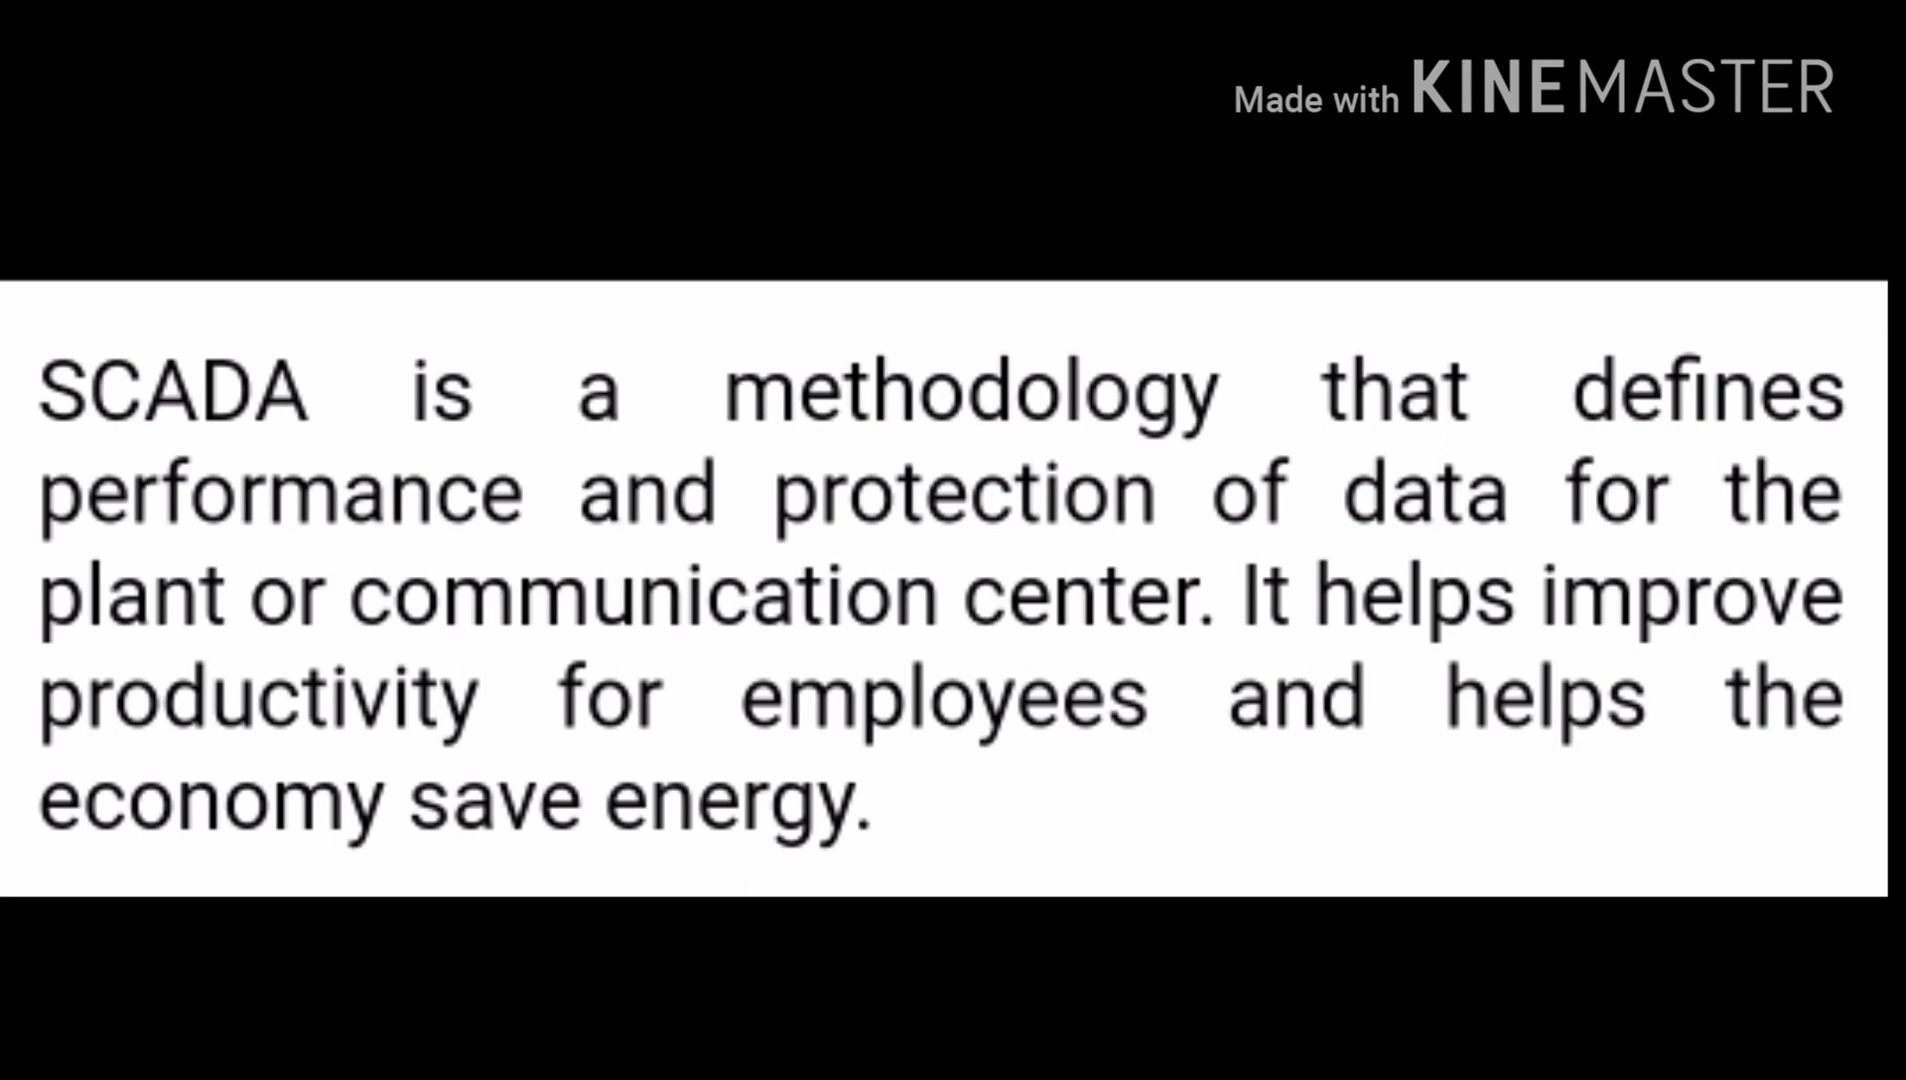 Made with KINEMASTER
SCADA is a methodology that defines
performance and protection of data for the
plant or communication center. It helps improve
productivity for employees and helps the
economy save energy.